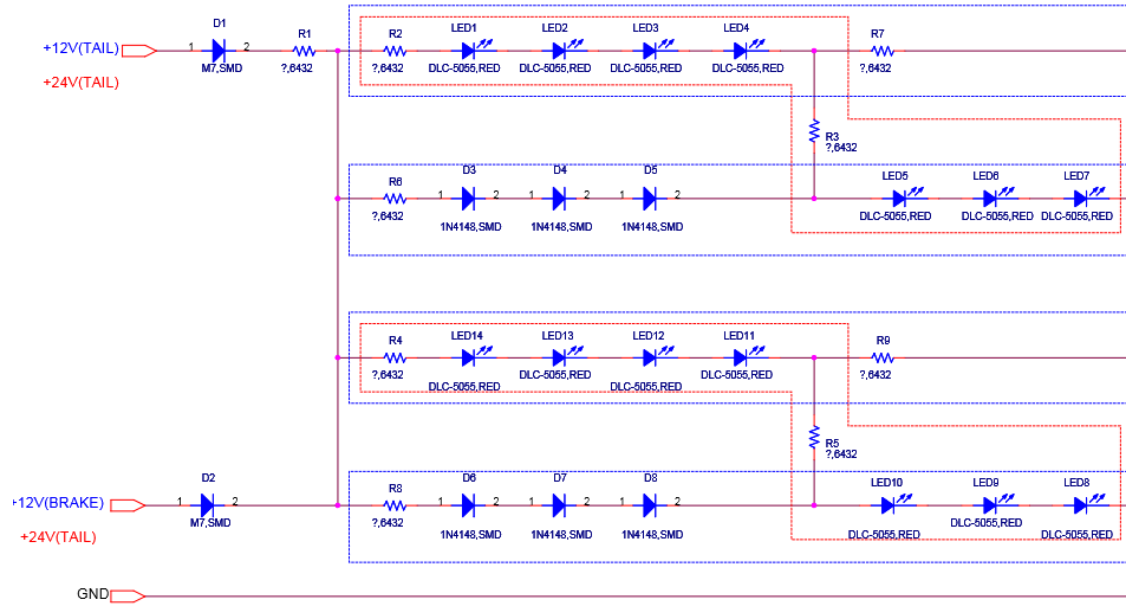 D1
LED1 LED2 LED3 LED4
R1 R2 R7
+12V(TAIL) 1 2
M7,SMD ?,6432 ?,6432 DLC-5055,RED DLC-5055,RED DLC-5055,RED DLC-5055,RED ?,6432
+24V(TAIL)
R3
?,6432
R6 D3 D4 D5 LED5 LED6 LED7
1 2 1 2 1 2
?,6432 1N4148,SMD 1N4148,SMD 1N4148,SMD DLC-5055,RED DLC-5055,RED DLC-5055,RED
R4 LED14 LED13 LED12 LED11 R9
?,6432 DLC-5055,RED DLC-5055,RED DLC-5055,RED DLC-5055,RED ?,6432
R5
?,6432
D2 R8 D6 D7 D8 LED10 LED9 LED8
+12V(BRAKE) 1 2 1 2 1 2 1 2
M7,SMD ?,6432 1N4148,SMD 1N4148,SMD 1N4148,SMD DLC-5055,RED DLC-5055,RED DLC-5055,RED
+24V(TAIL)
GND